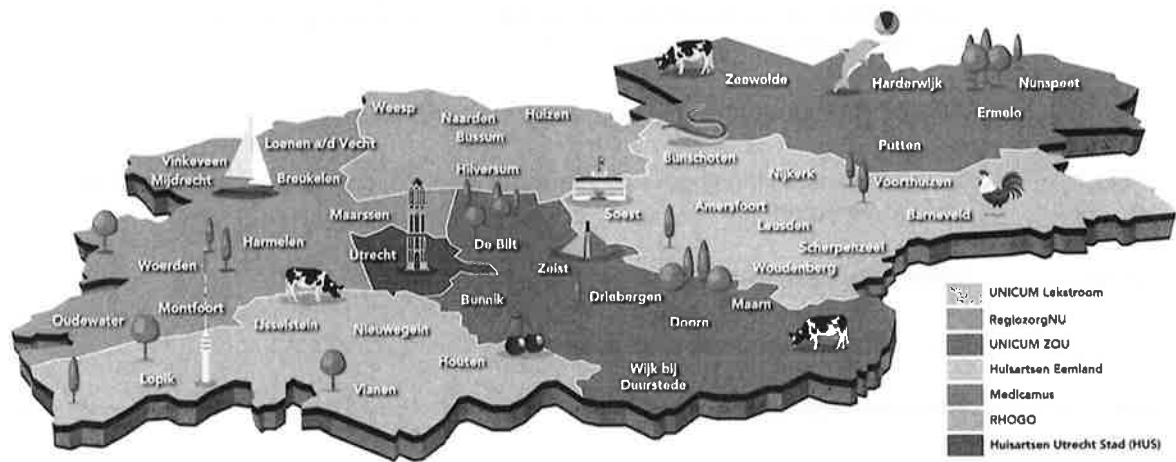 Zeewolde
Harderwijk
Nunspeet
Ermelo
Putten
Weesp
Naarden
Bussum
Huizen
Hilversum
Loenen a/d Vecht
Vinkeveen
Mijdrecht
Breukelen
Bunschoten
Nijkerk
Voorthuizen
Barneveld
Soest
Amersfoort
Leusden
Scherpenzeel
Woudenberg
Maarssen
Harmelen
Woerden
Utrecht
De Bilt
Zeist
Bunnik
Driebergen
Maarn
Doorn
Montfoort
Oudewater
IJsselstein
Nieuwegein
Houten
Wijk bij
Duurstede
Lopik
Vianen
UNICUM Lekstroom
RegiozorgNU
UNICUM ZOU
Huisartsen Eemland
Medicamus
RHOGO
Huisartsen Utrecht Stad (HUS)